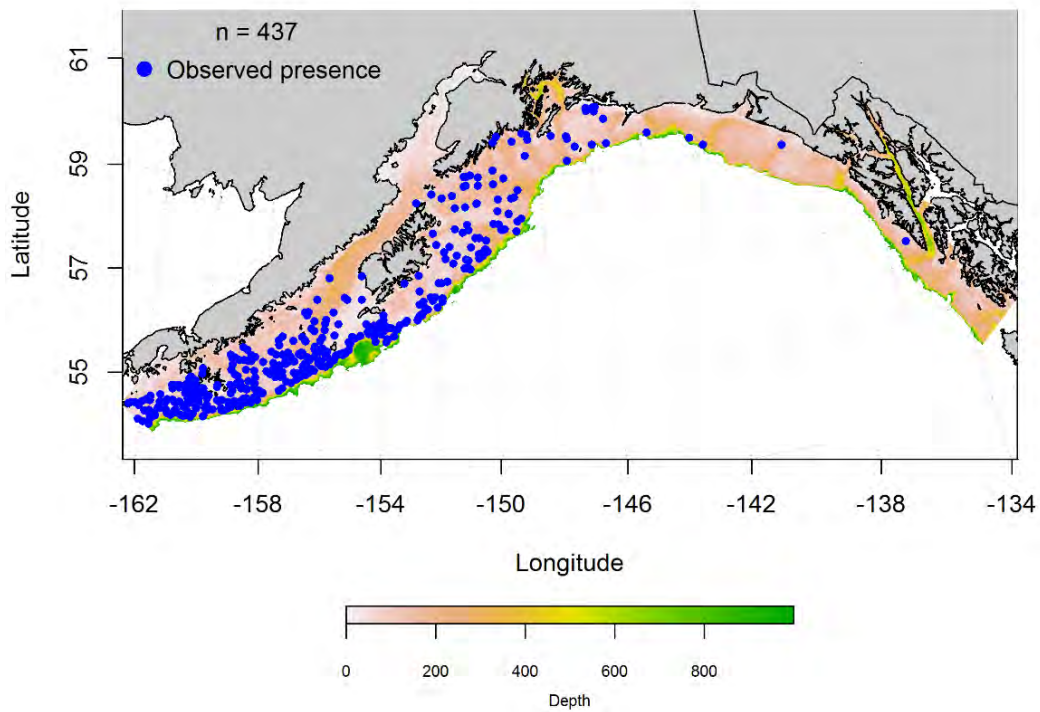 n = 437
Observed presence
61
59
57
55
Latitude
-162 -158 -154 -150 -146 -142 -138 -134
Longitude
0 200 400 600 800
Depth